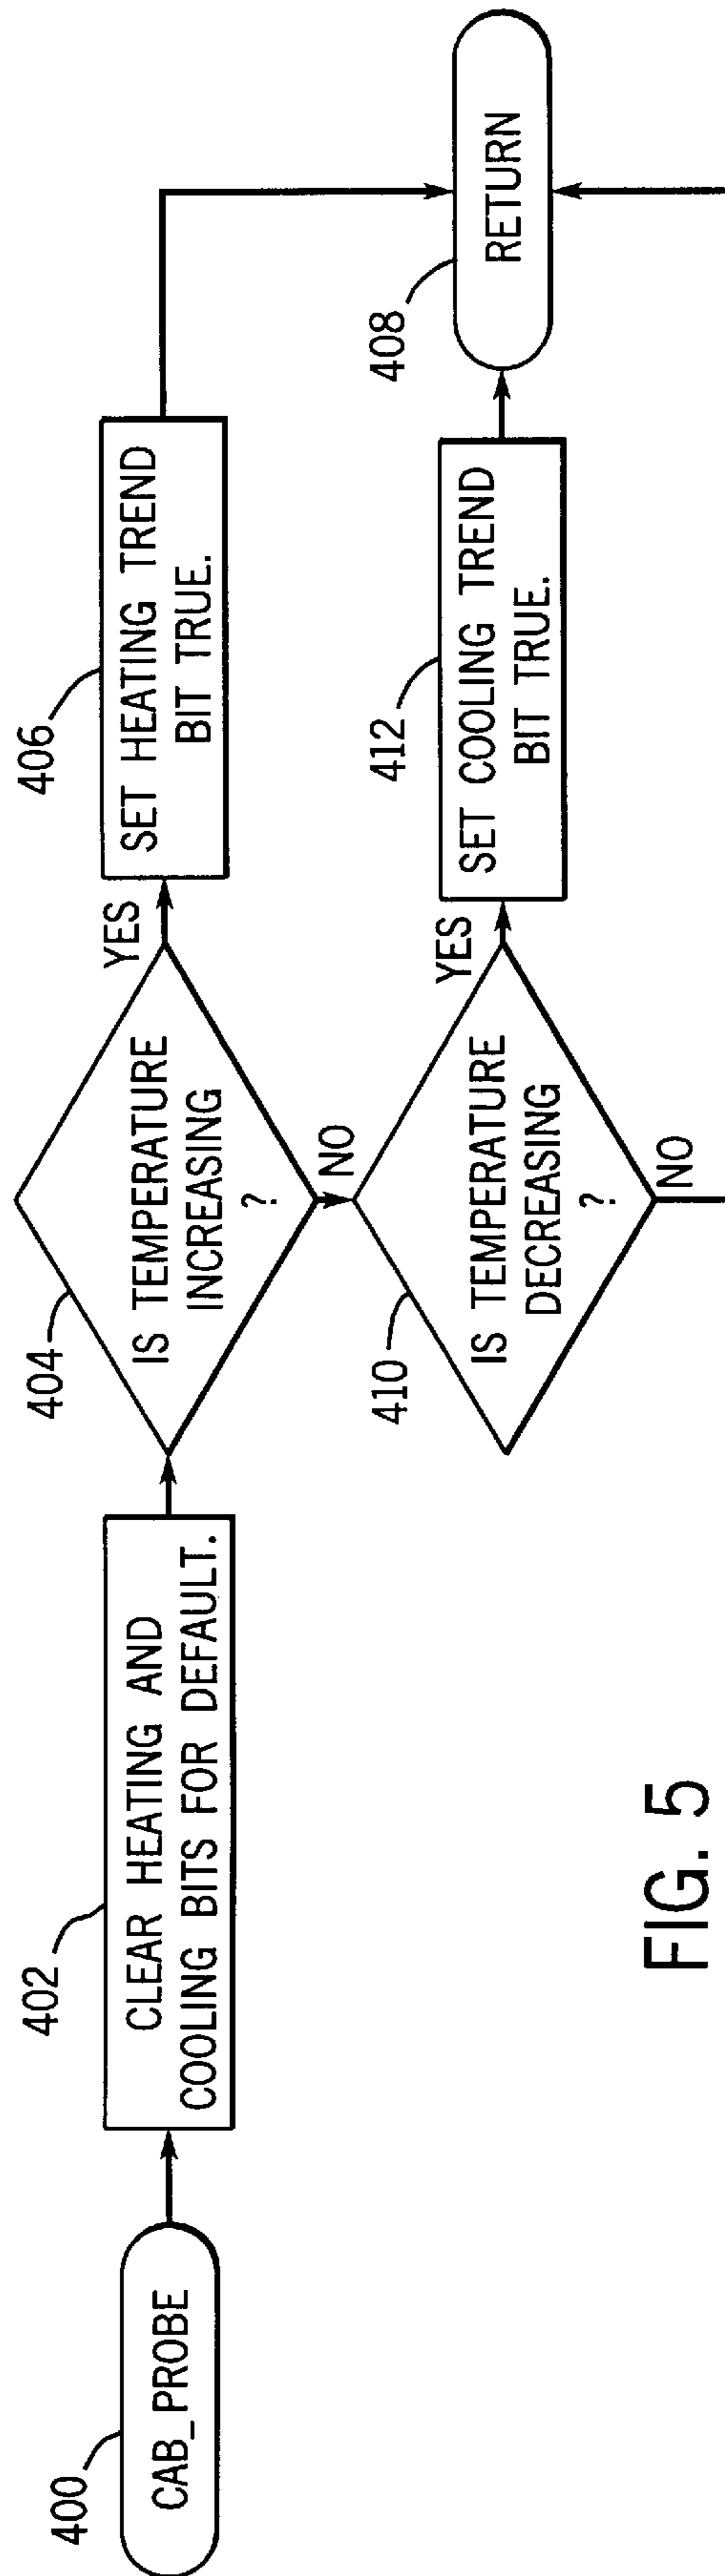 400
CAB_PROBE
402
CLEAR HEATING AND
COOLING BITS FOR DEFAULT.
404
IS TEMPERATURE
INCREASING
?
YES
NO
406
SET HEATING TREND
BIT TRUE.
410
IS TEMPERATURE
DECREASING
?
YES
NO
412
SET COOLING TREND
BIT TRUE.
408
RETURN
FIG. 5